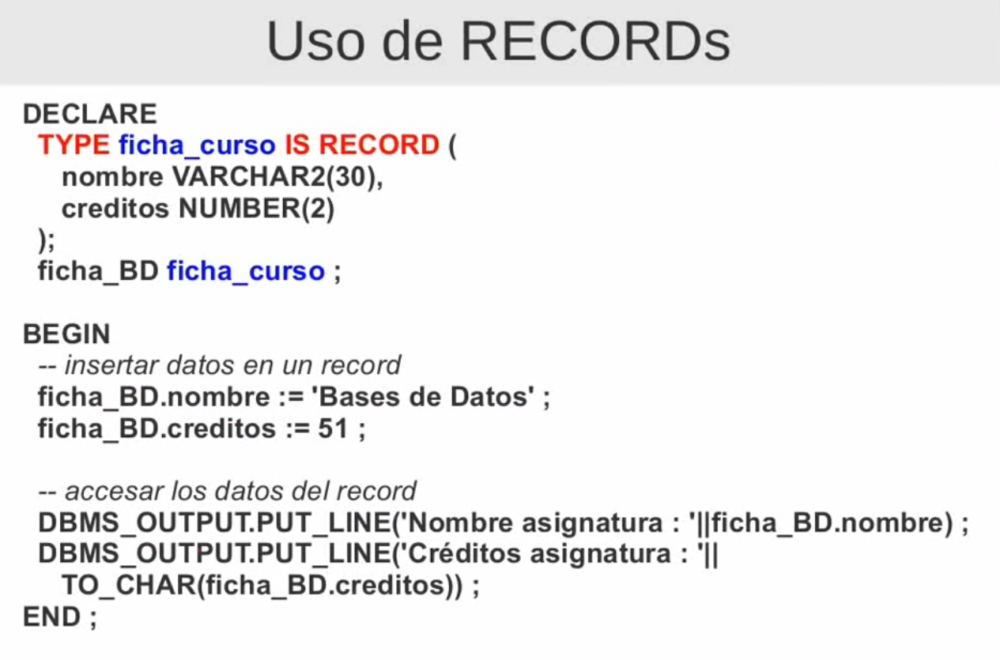 Uso de RECORDs
DECLARE
TYPE ficha_curso IS RECORD (
nombre VARCHAR2(30),
creditos NUMBER(2)
);
ficha_BD ficha_curso ;
BEGIN
-- insertar datos en un record
ficha_BD.nombre := 'Bases de Datos' ;
ficha_BD.creditos := 51 ;
-- accesar los datos del record
DBMS_OUTPUT.PUT_LINE('Nombre asignatura : '||ficha_BD.nombre) ;
DBMS_OUTPUT.PUT_LINE('Créditos asignatura : '||
TO_CHAR(ficha_BD.creditos)) ;
END ;